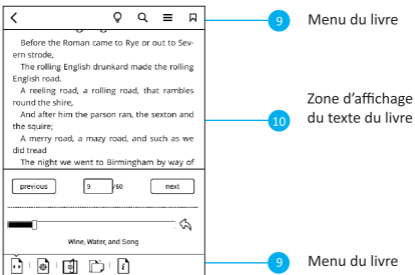 9 Menu du livre
Before the Roman came to Rye or out to Sev-
ern strode,
The rolling English drunkard made the rolling
English road.
A reeling road, a rolling road, that rambles
round the shire,
And after him the parson ran, the sexton and
the squire;
A merry road, a mazy road, and such as we
did tread
The night we went to Birmingham by way of
10 Zone d'affichage
du texte du livre
previous 9 /60 next
Wine, Water, and Song
9 Menu du livre